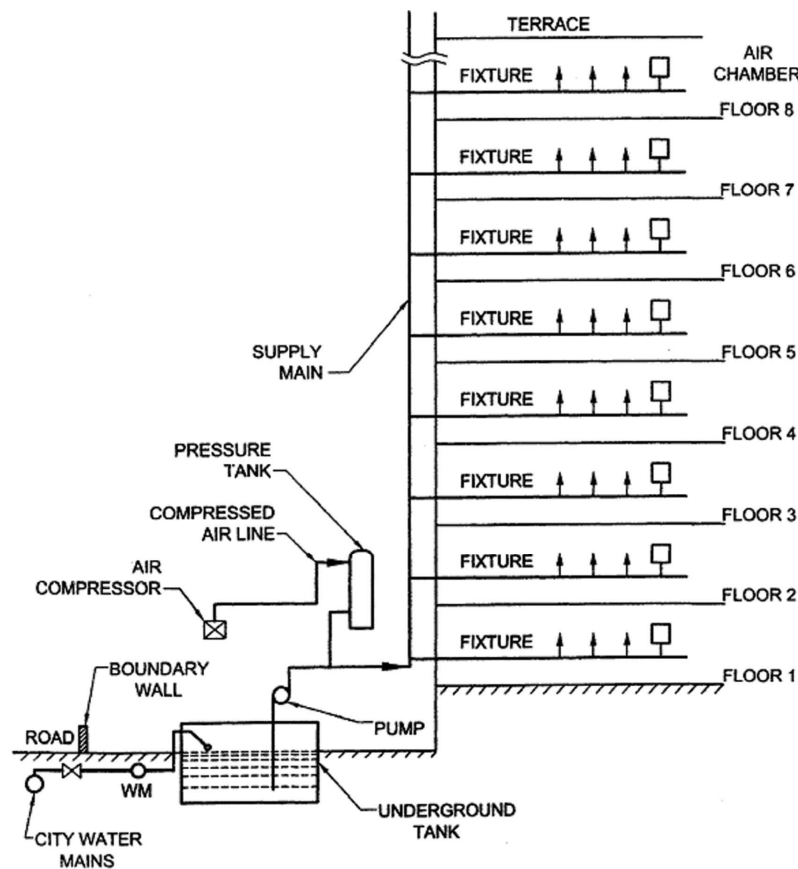 TERRACE
AIR
CHAMBER
FIXTURE
FLOOR 8
FIXTURE
FLOOR 7
FIXTURE
FLOOR 6
FIXTURE
FLOOR 5
SUPPLY
MAIN
FIXTURE
FLOOR 4
PRESSURE
TANK
FIXTURE
COMPRESSED
AIR LINE
FLOOR 3
AIR
COMPRESSOR
FIXTURE
FLOOR 2
FIXTURE
BOUNDARY
WALL
FLOOR 1
ROAD
PUMP
WM
UNDERGROUND
TANK
CITY WATER
MAINS